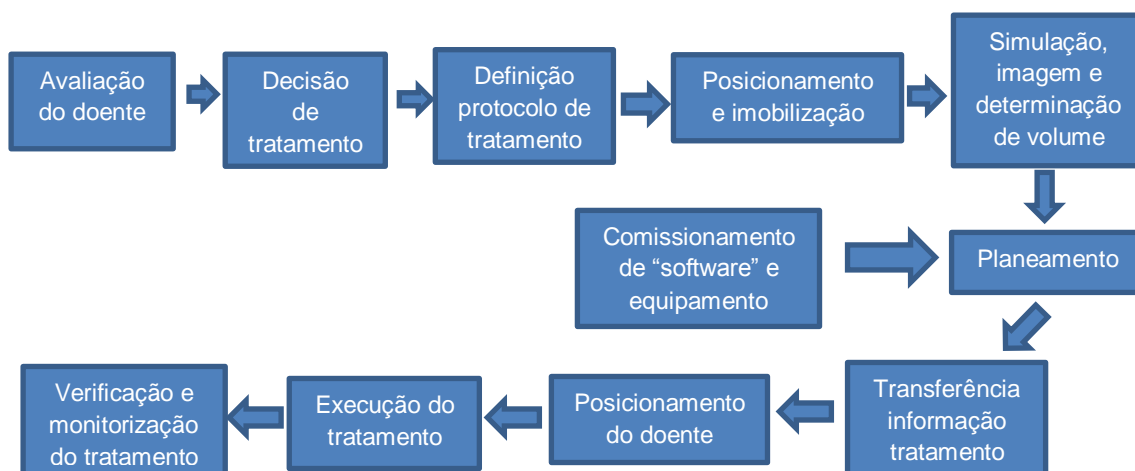 Avaliação
do doente
Decisão
de
tratamento
Definição
protocolo de
tratamento
Posicionamento
e imobilização
Simulação,
imagem e
determinação
de volume
Comissionamento
de “software” e
equipamento
Planeamento
Transferência
informação
tratamento
Posicionamento
do doente
Execução do
tratamento
Verificação e
monitorização
do tratamento